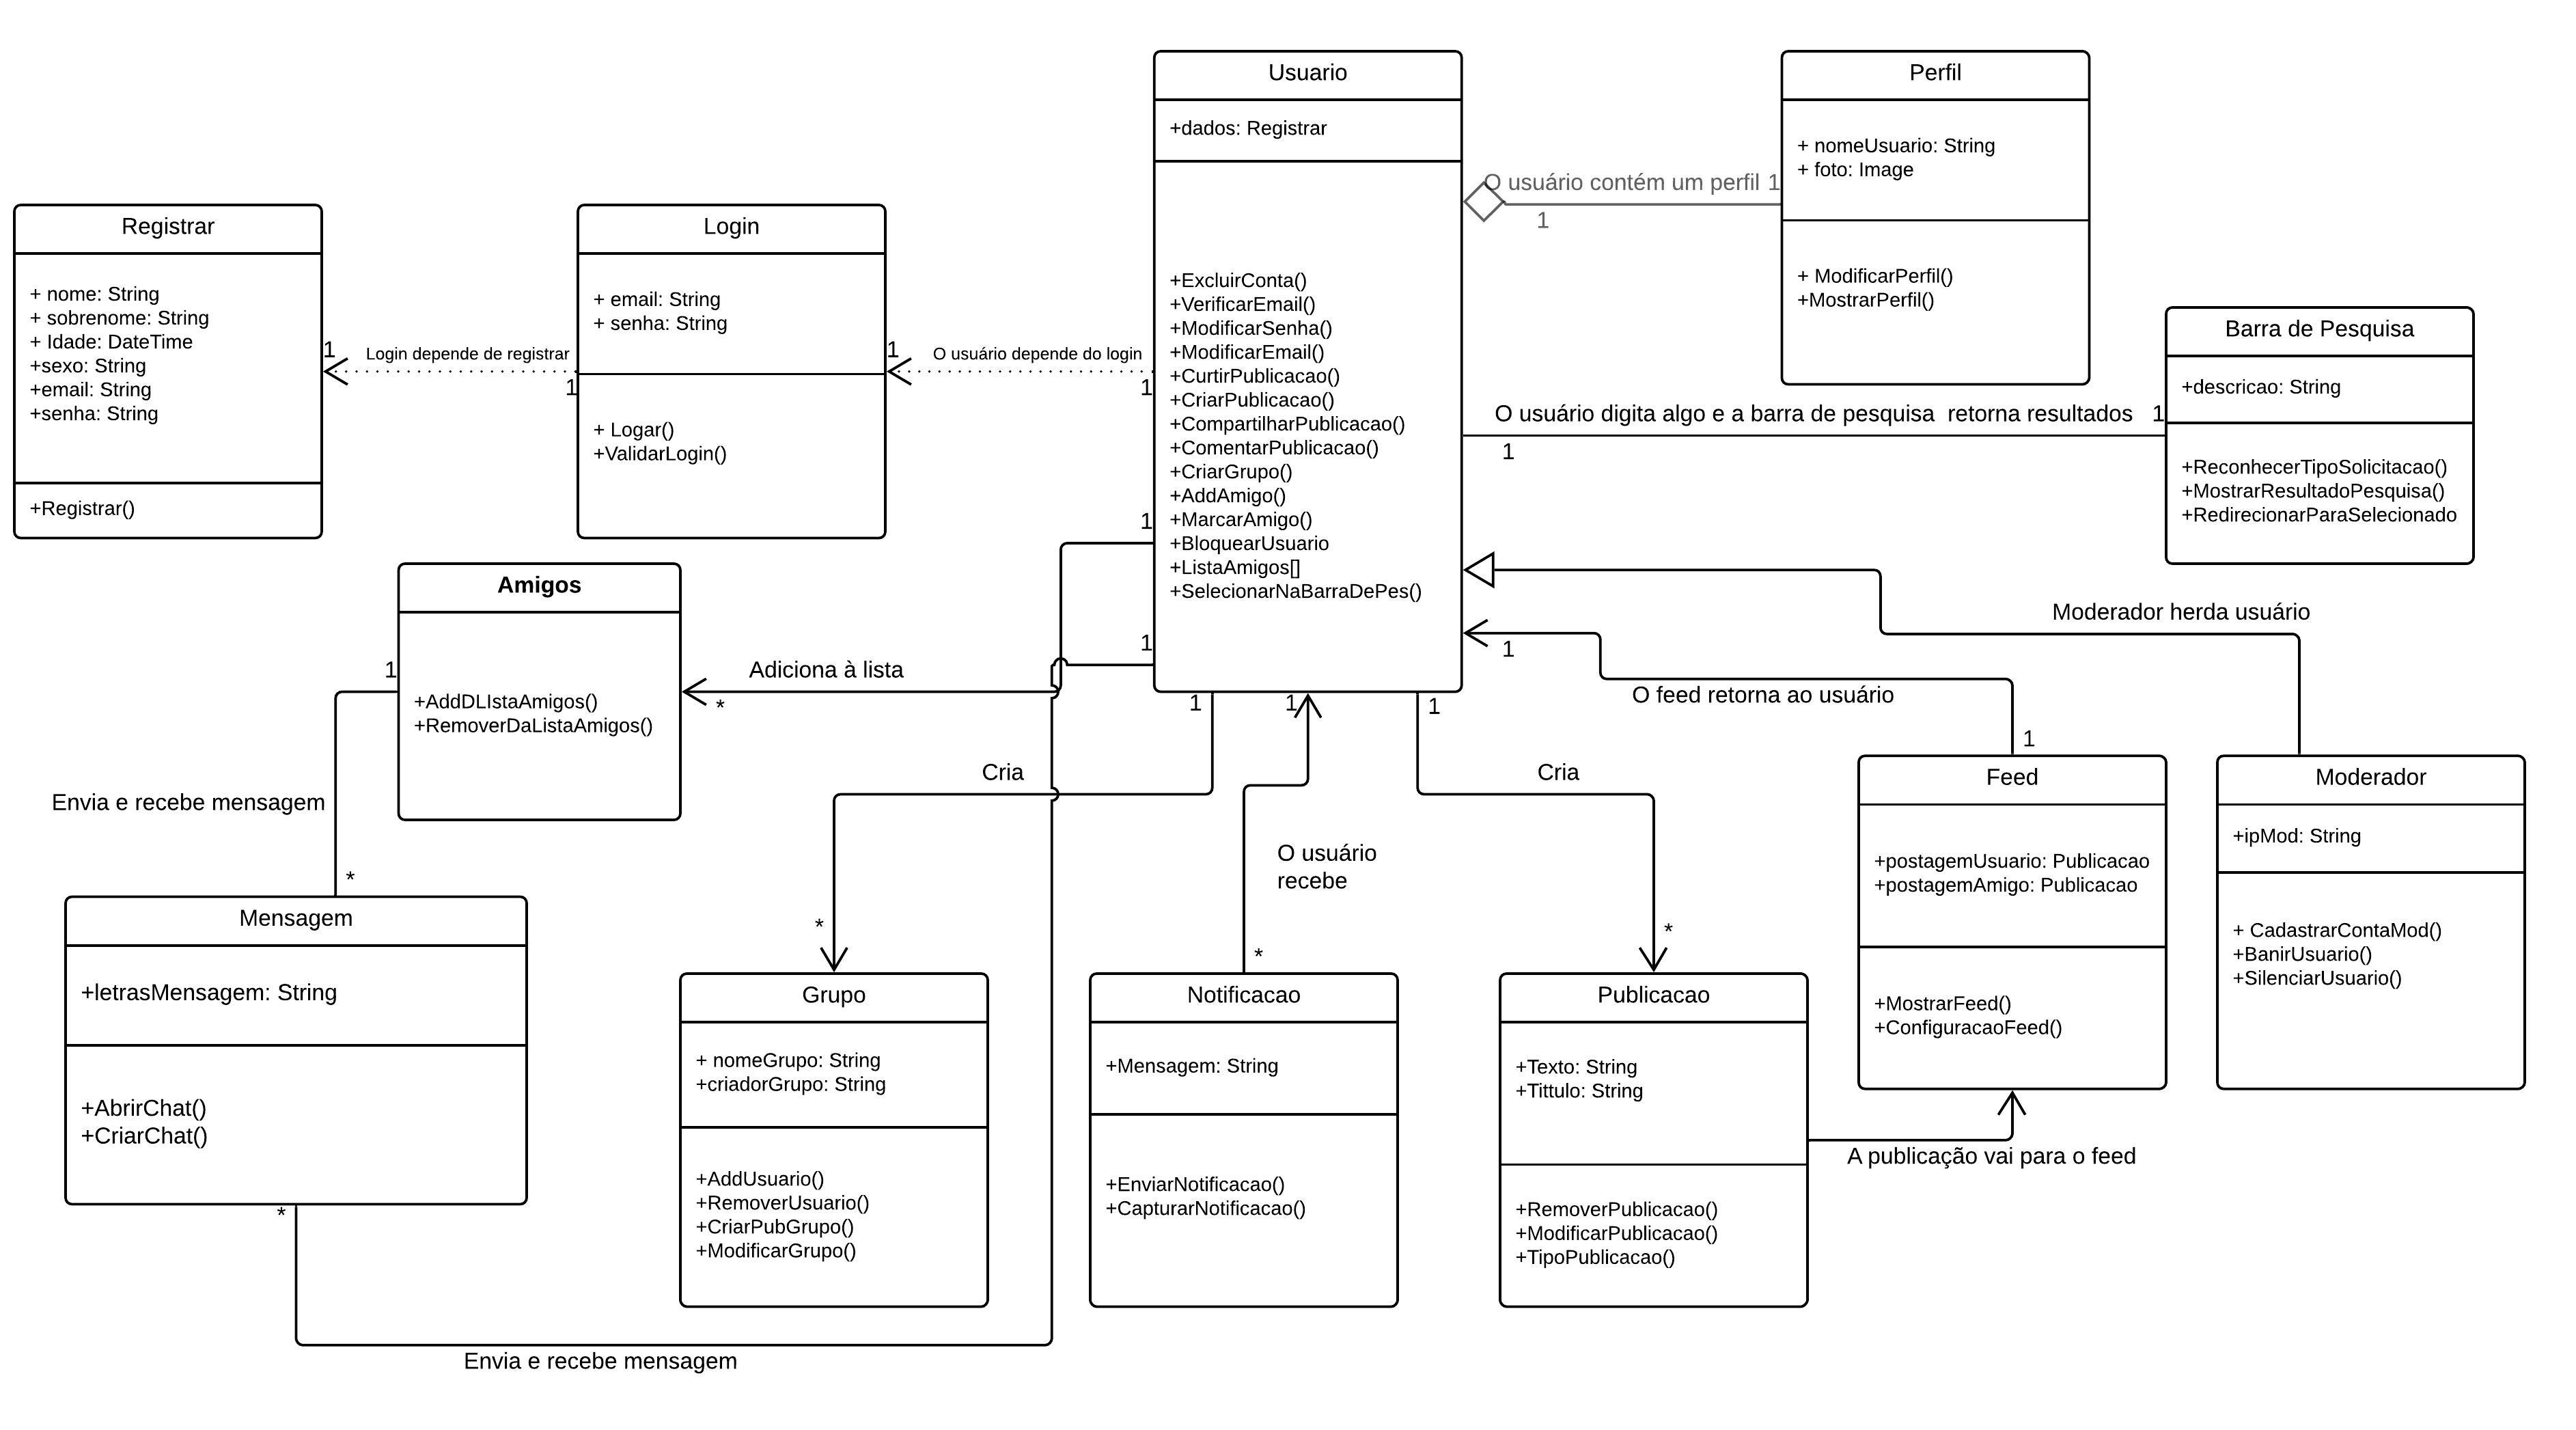 Usuario
+dados: Registrar
+ExcluirConta()
+VerificarEmail()
+ModificarSenha()
+ModificarEmail()
+CurtirPublicacao()
+CriarPublicacao()
+CompartilharPublicacao()
+ComentarPublicacao()
+CriarGrupo()
+AddAmigo()
+MarcarAmigo()
+BloquearUsuario
+ListaAmigos[]
+SelecionarNaBarraDePes()
Perfil
+ nomeUsuario: String
+ foto: Image
+ ModificarPerfil()
+MostrarPerfil()
O usuário contém um perfil 1
1
Registrar
+ nome: String
+ sobrenome: String
+ Idade: DateTime
+sexo: String
+email: String
+senha: String
+Registrar()
1
Login depende de registrar
1
Login
+ email: String
+ senha: String
+ Logar()
+ValidarLogin()
1
O usuário depende do login
1
Barra de Pesquisa
+descricao: String
+ReconhecerTipoSolicitacao()
+MostrarResultadoPesquisa()
+RedirecionarParaSelecionado
O usuário digita algo e a barra de pesquisa  retorna resultados
1
1
Amigos
+AddDLIstaAmigos()
+RemoverDaListaAmigos()
1
Adiciona à lista
*
1
1
Envia e recebe mensagem
*
Moderador herda usuário
1
O feed retorna ao usuário
1
1
1
1
Cria
*
O usuário
recebe
*
Cria
*
Feed
+postagemUsuario: Publicacao
+postagemAmigo: Publicacao
+MostrarFeed()
+ConfiguracaoFeed()
Moderador
+ipMod: String
+ CadastrarContaMod()
+BanirUsuario()
+SilenciarUsuario()
Mensagem
+letrasMensagem: String
+AbrirChat()
+CriarChat()
*
Envia e recebe mensagem
Grupo
+ nomeGrupo: String
+criadorGrupo: String
+AddUsuario()
+RemoverUsuario()
+CriarPubGrupo()
+ModificarGrupo()
Notificacao
+Mensagem: String
+EnviarNotificacao()
+CapturarNotificacao()
Publicacao
+Texto: String
+Tittulo: String
+RemoverPublicacao()
+ModificarPublicacao()
+TipoPublicacao()
A publicação vai para o feed